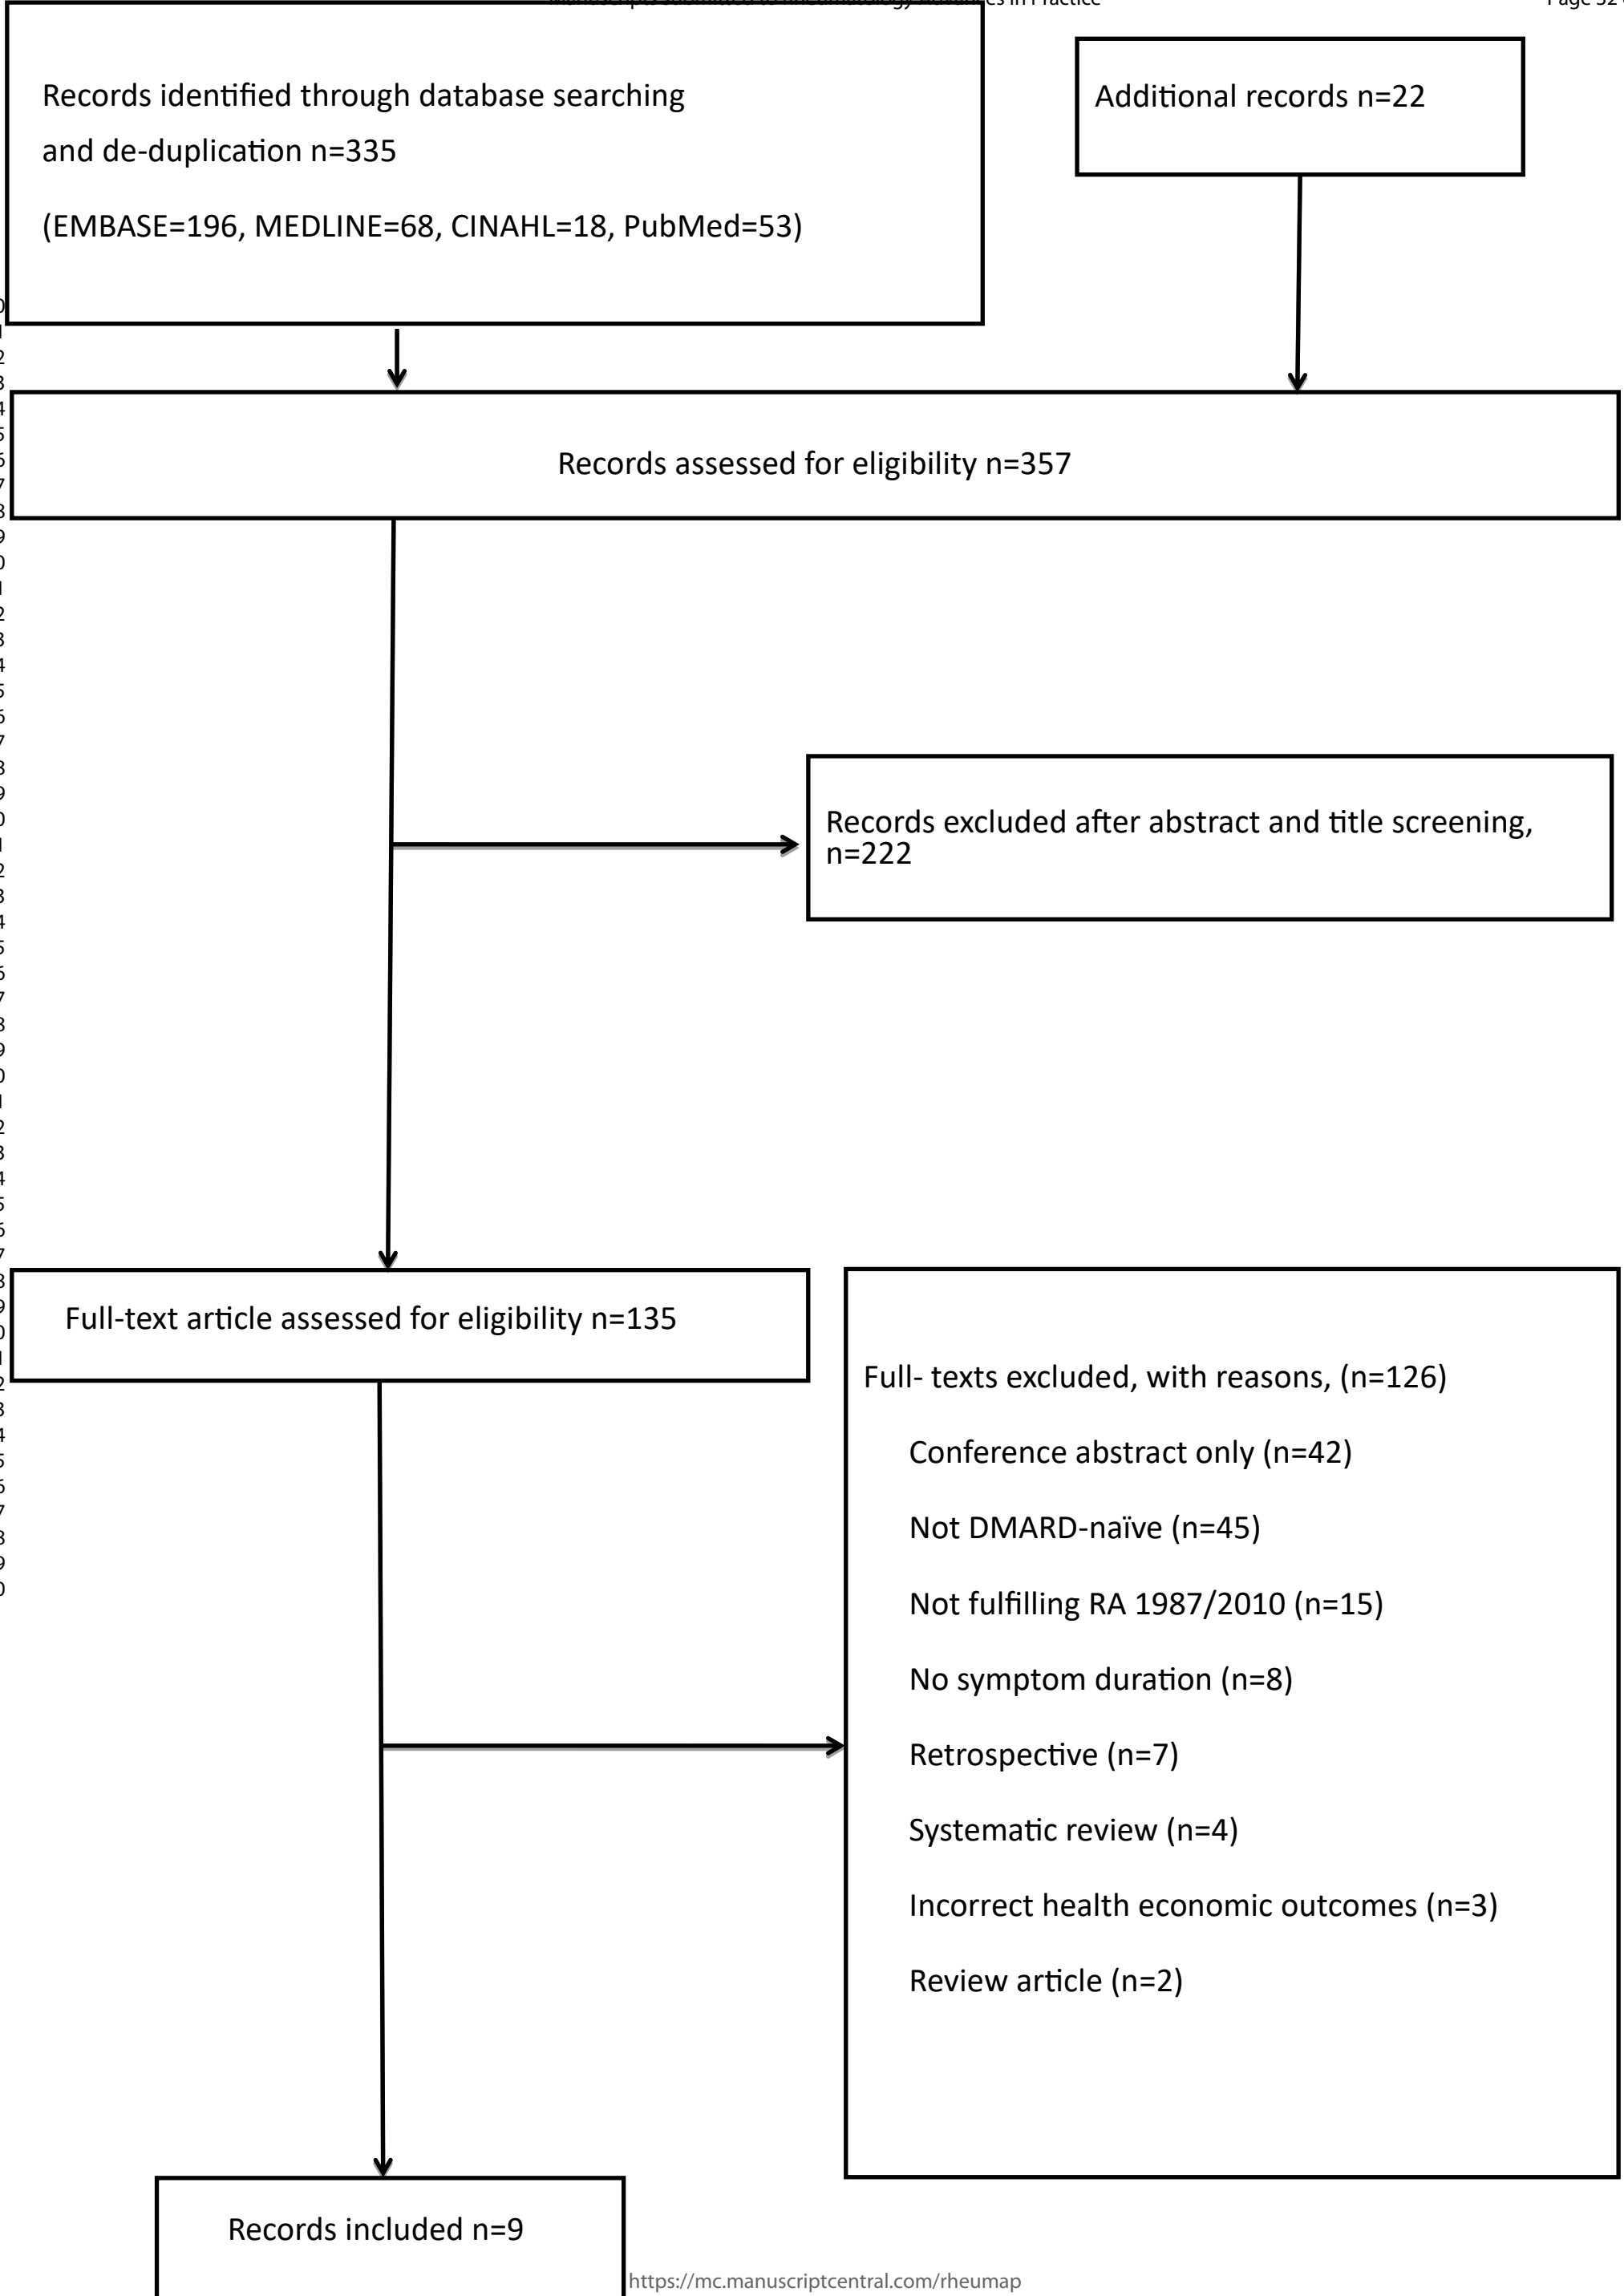 Records identified through database searching
and de-duplication n=335
(EMBASE=196, MEDLINE=68, CINAHL=18, PubMed=53)
Additional records n=22
Records assessed for eligibility n=357
Records excluded after abstract and title screening,
n=222
Full-text article assessed for eligibility n=135
Full- texts excluded, with reasons, (n=126)
Conference abstract only (n=42)
Not DMARD-naïve (n=45)
Not fulfilling RA 1987/2010 (n=15)
No symptom duration (n=8)
Retrospective (n=7)
Systematic review (n=4)
Incorrect health economic outcomes (n=3)
Review article (n=2)
Records included n=9
https://mc.manuscriptcentral.com/rheumap